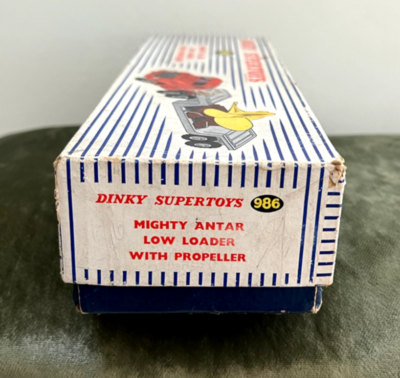 DINKY SUPERTOYS 986
MIGHTY ANTAR
LOW LOADER
WITH PROPELLER